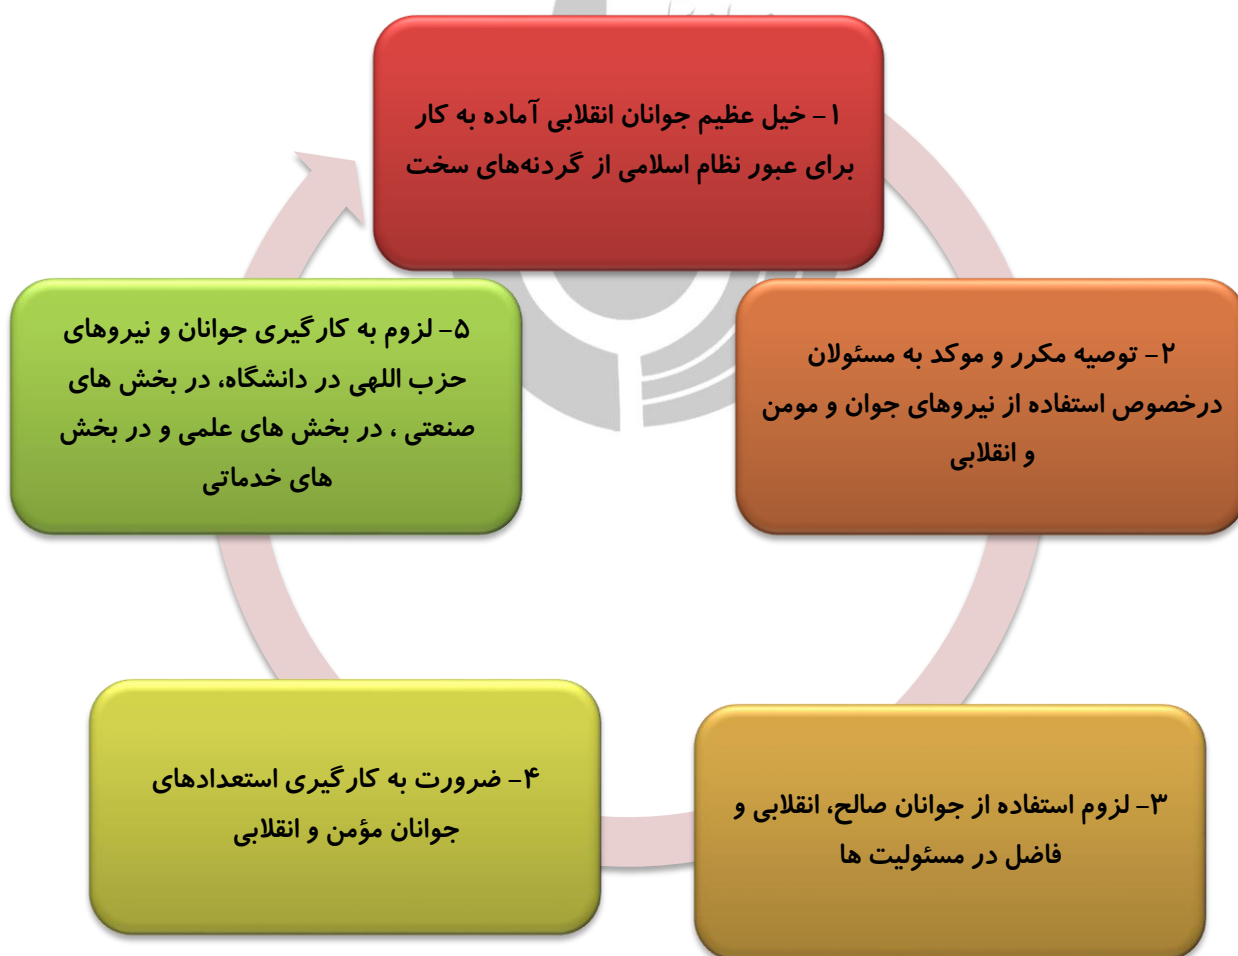 ۱- خیل عظیم جوانان انقلابی آماده به کار
برای عبور نظام اسلامی از گردنه‌های سخت
۲- توصیه مکرر و موکد به مسئولان
درخصوص استفاده از نیروهای جوان و مومن
و انقلابی
۳- لزوم استفاده از جوانان صالح، انقلابی و
فاضل در مسئولیت ها
۴- ضرورت به کارگیری استعدادهای
جوانان مؤمن و انقلابی
۵- لزوم به کارگیری جوانان و نیروهای
حزب اللهی در دانشگاه، در بخش های
صنعتی ، در بخش های علمی و در بخش
های خدماتی